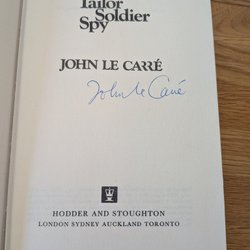 Tailor
Soldier
Spy
JOHN LE CARRÉ
John le Carré
HODDER AND STOUGHTON
LONDON SYDNEY AUCKLAND TORONTO